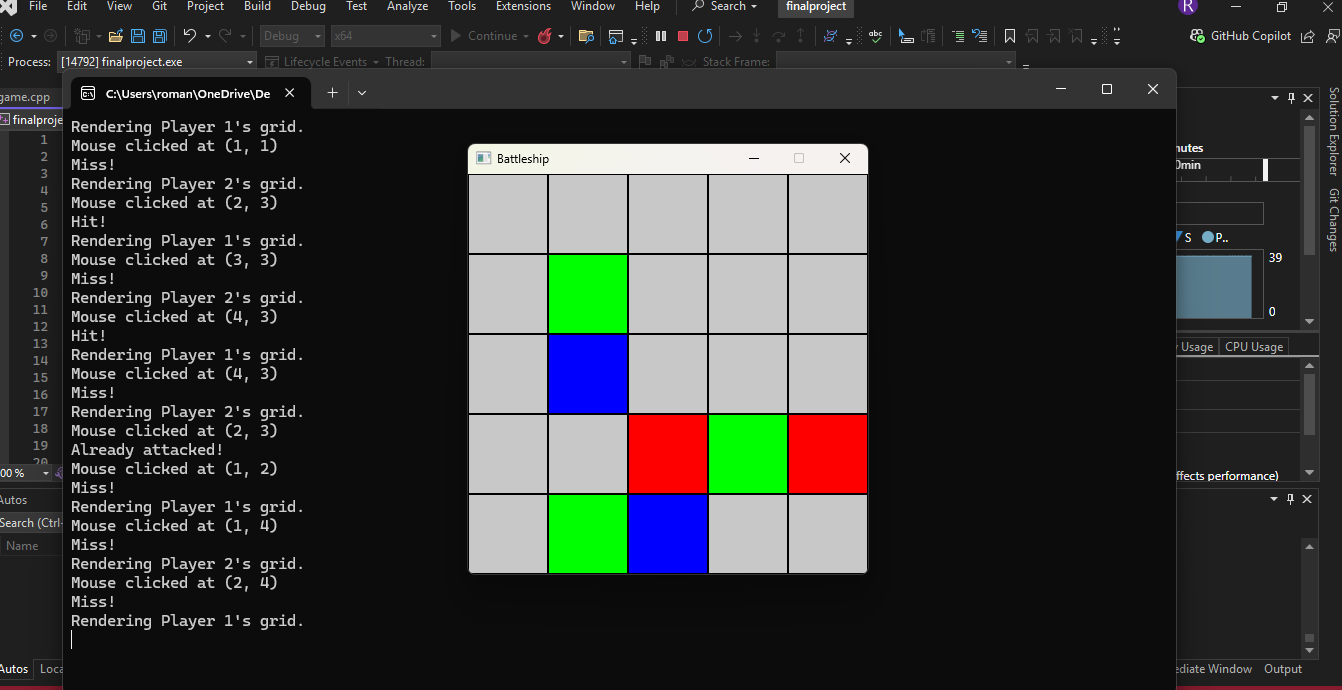 File Edit View Git Project Build Debug Test Analyze Tools Extensions Window Help Search finalproject R
Debug x64 Continue GitHub Copilot
Process: [14792] finalproject.exe Lifecycle Events Thread: Stack Frame:
game.cpp
C:\Users\roman\OneDrive\De
finalproje
1
2
3
4
5
6
7
8
9
10
11
12
13
14
15
16
17
18
19
20
00 %
Autos
Search (Ctrl-
Name
Autos Loca
Rendering Player 1's grid.
Mouse clicked at (1, 1)
Miss!
Rendering Player 2's grid.
Mouse clicked at (2, 3)
Hit!
Rendering Player 1's grid.
Mouse clicked at (3, 3)
Miss!
Rendering Player 2's grid.
Mouse clicked at (4, 3)
Hit!
Rendering Player 1's grid.
Mouse clicked at (4, 3)
Miss!
Rendering Player 2's grid.
Mouse clicked at (2, 3)
Already attacked!
Mouse clicked at (1, 2)
Miss!
Rendering Player 1's grid.
Mouse clicked at (1, 4)
Miss!
Rendering Player 2's grid.
Mouse clicked at (2, 4)
Miss!
Rendering Player 1's grid.
Battleship
nutes
0min
S P..
39
0
y Usage CPU Usage
ffects performance)
ediate Window Output
Solution Explorer
Git Changes